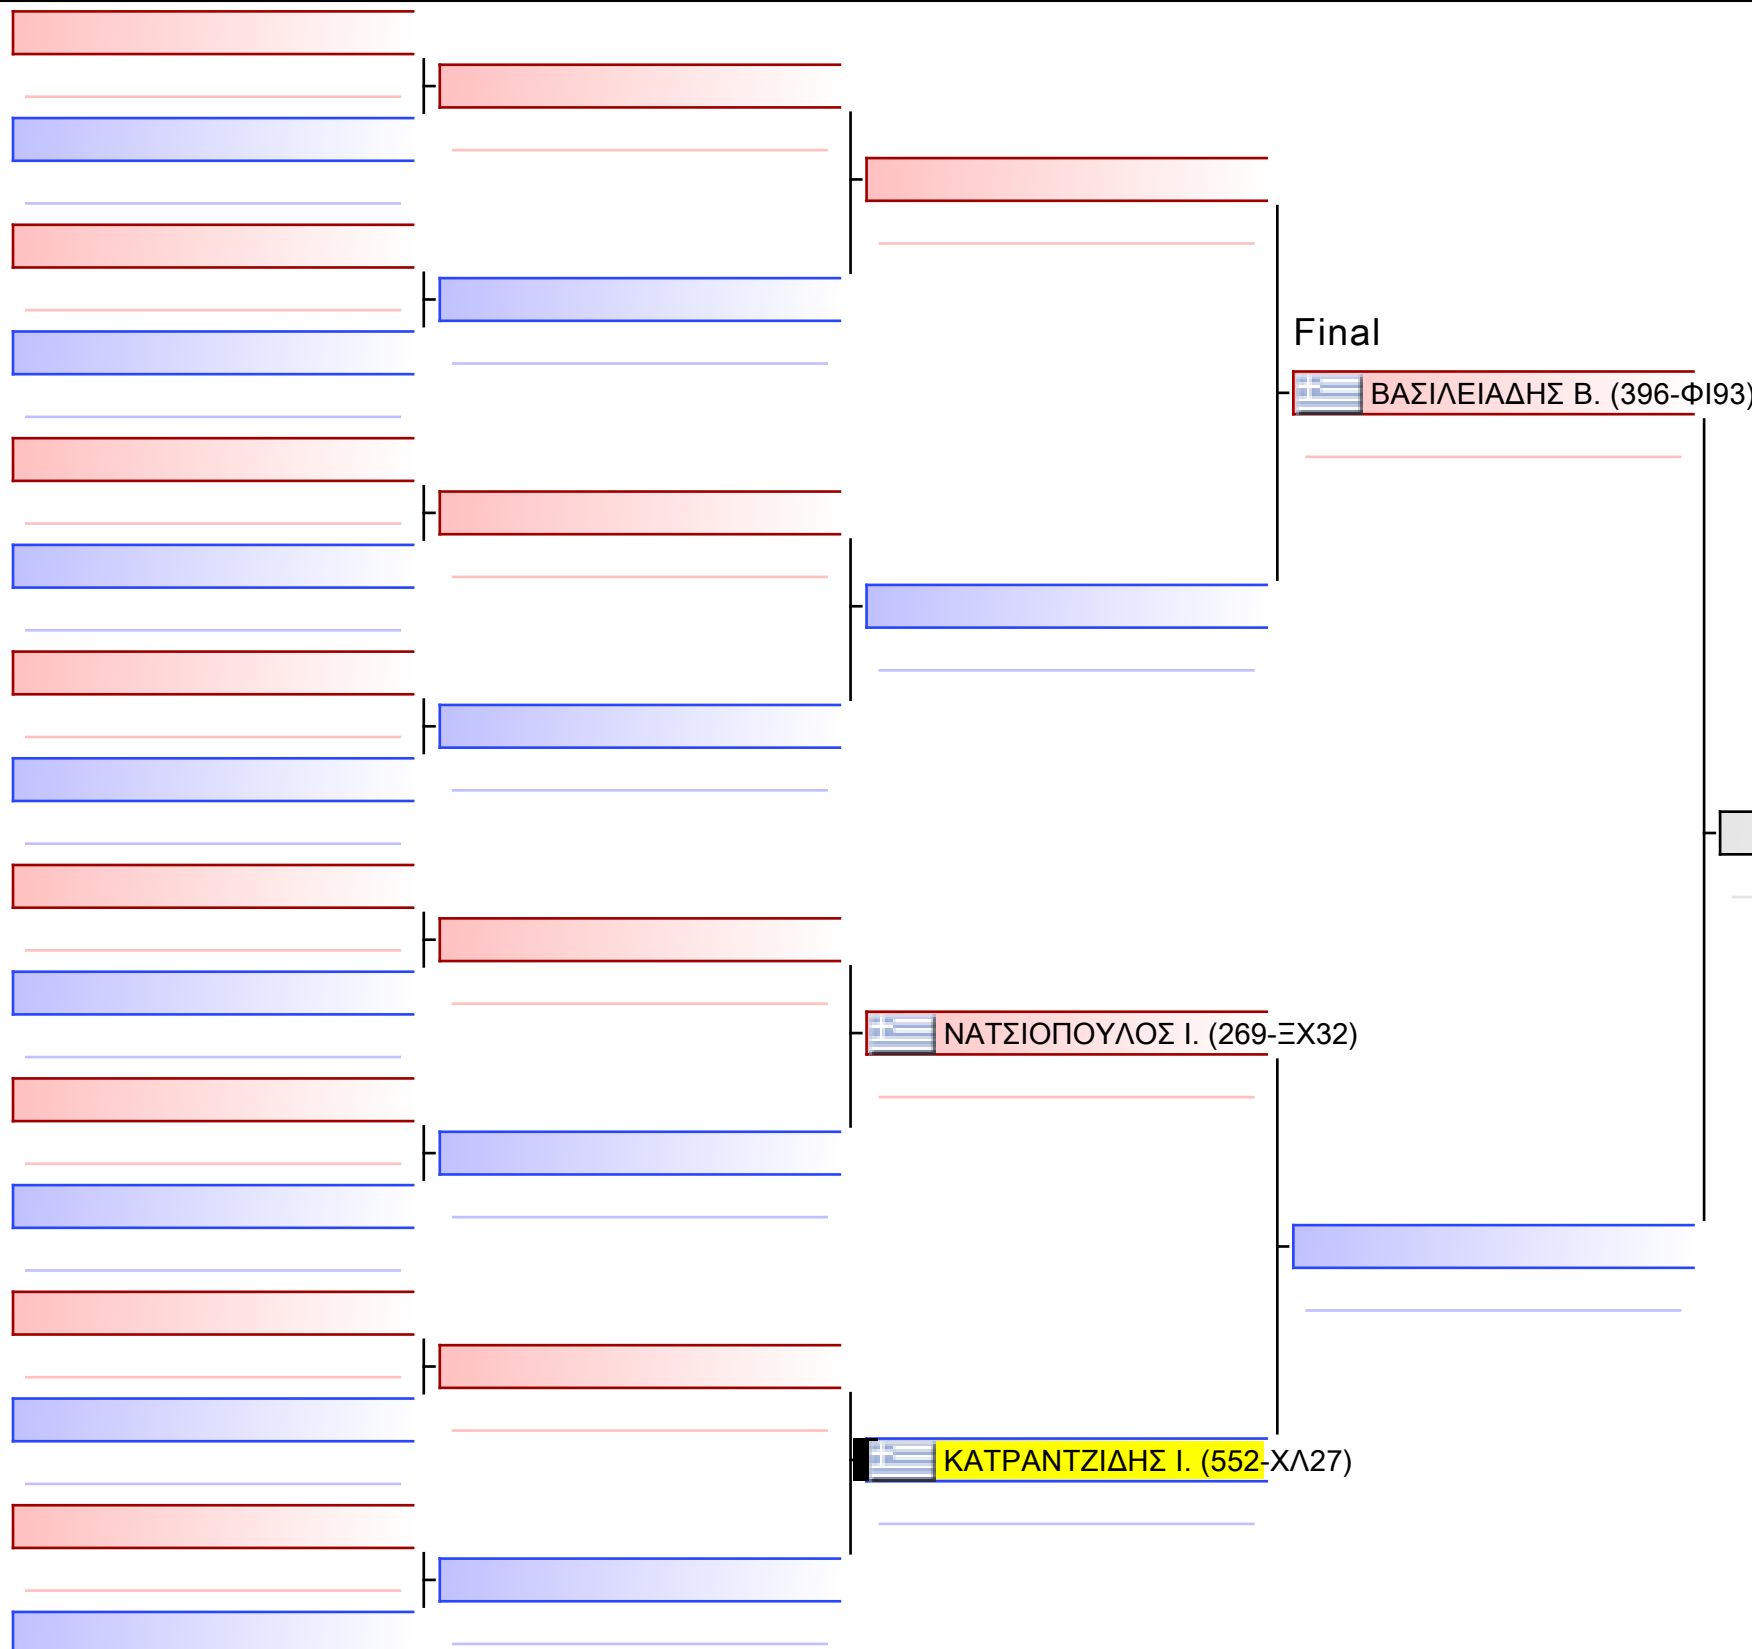 Final
ΒΑΣΙΛΕΙΑΔΗΣ Β. (396-ΦΙ93)
ΝΑΤΣΙΟΠΟΥΛΟΣ Ι. (269-ΞΧ32)
ΚΑΤΡΑΝΤΖΙΔΗΣ Ι. (552-ΧΛ27)